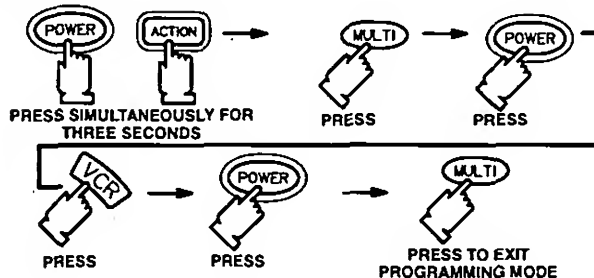 POWER ACTION MULTI POWER
PRESS SIMULTANEOUSLY FOR
THREE SECONDS
PRESS PRESS
VCR POWER MULTI
PRESS PRESS PRESS TO EXIT
PROGRAMMING MODE